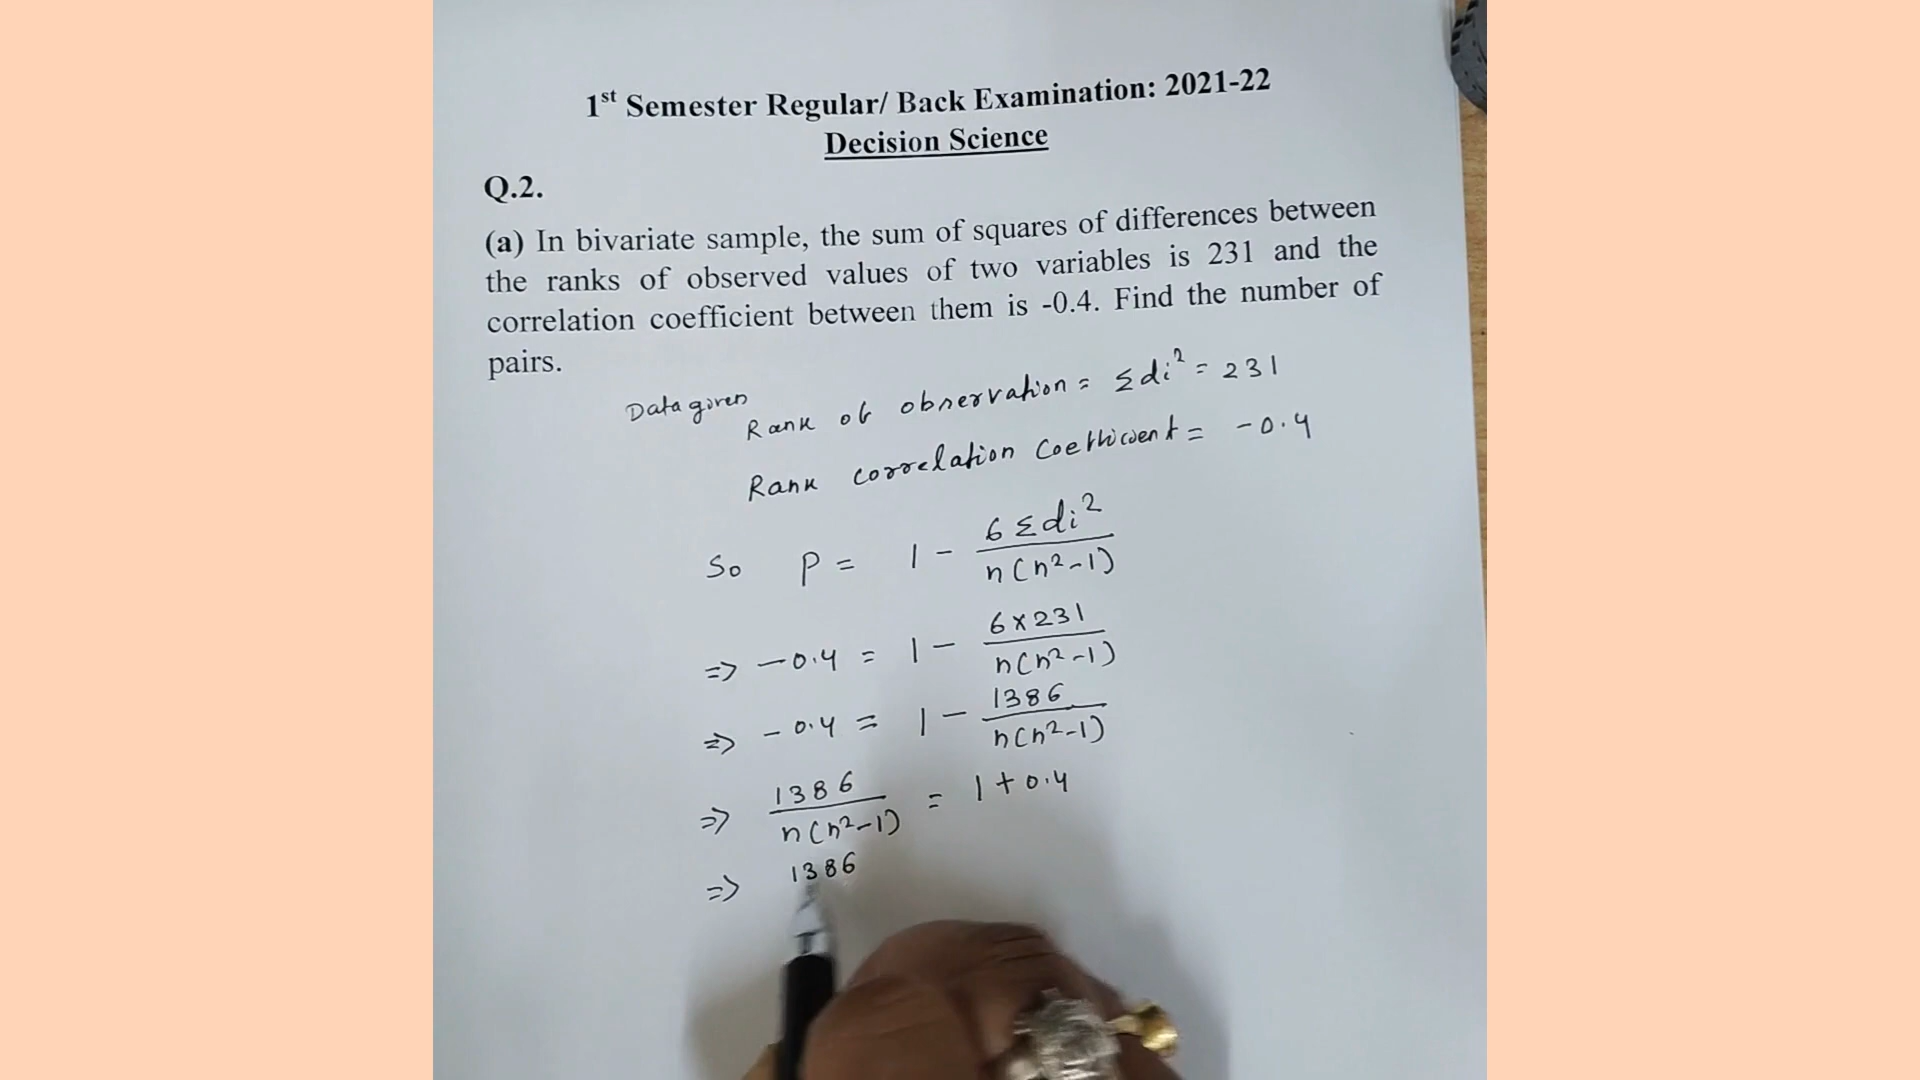 1st Semester Regular/ Back Examination: 2021-22
Decision Science
Q.2.
(a) In bivariate sample, the sum of squares of differences between
the ranks of observed values of two variables is 231 and the
correlation coefficient between them is -0.4. Find the number of
pairs.
Data given
Rank of observation = Σdi² = 231
Rank correlation coefficient = -0.4
So P = 1 - 6Σdi² / n(n²-1)
=> -0.4 = 1 - 6×231 / n(n²-1)
=> -0.4 = 1 - 1386 / n(n²-1)
=> 1386 / n(n²-1) = 1+0.4
=> 1386